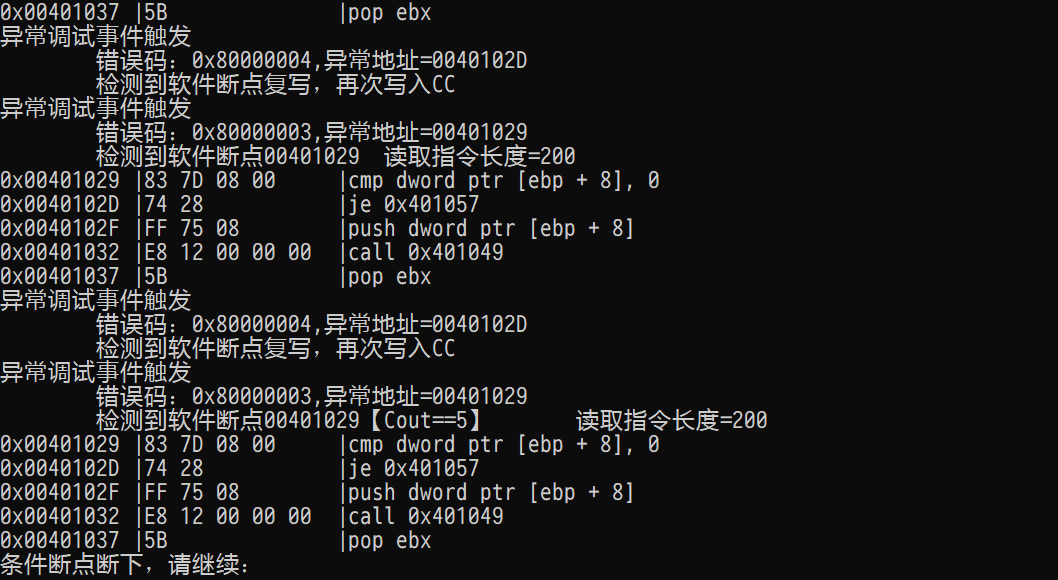 0x00401037 |5B |pop ebx
异常调试事件触发
错误码：0x80000004,异常地址=0040102D
检测到软件断点复写，再次写入CC
异常调试事件触发
错误码：0x80000003,异常地址=00401029
检测到软件断点00401029 读取指令长度=200
0x00401029 |83 7D 08 00 |cmp dword ptr [ebp + 8], 0
0x0040102D |74 28 |je 0x401057
0x0040102F |FF 75 08 |push dword ptr [ebp + 8]
0x00401032 |E8 12 00 00 00 |call 0x401049
0x00401037 |5B |pop ebx
异常调试事件触发
错误码：0x80000004,异常地址=0040102D
检测到软件断点复写，再次写入CC
异常调试事件触发
错误码：0x80000003,异常地址=00401029
检测到软件断点00401029【Cout==5】 读取指令长度=200
0x00401029 |83 7D 08 00 |cmp dword ptr [ebp + 8], 0
0x0040102D |74 28 |je 0x401057
0x0040102F |FF 75 08 |push dword ptr [ebp + 8]
0x00401032 |E8 12 00 00 00 |call 0x401049
0x00401037 |5B |pop ebx
条件断点断下，请继续：